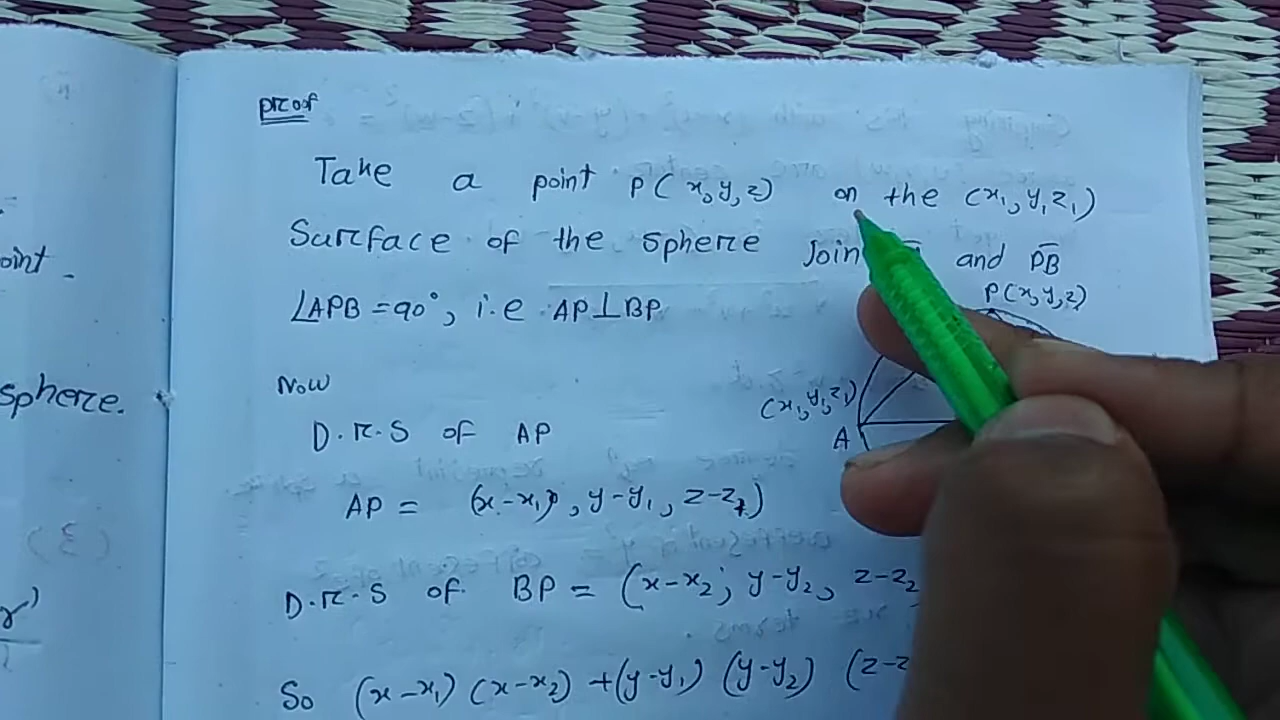 Proof
Take a point P(x, y, z) on the (x₁, y₁ z₁)
Surface of the sphere Join and P̅B̅
∠APB = 90°, i.e AP⊥BP
P(x, y, z)
Now
(x₁, y₁, z₁)
D.R.S of AP
A
AP = (x-x₁), y-y₁, z-z₁)
D.R.S of BP = (x-x₂, y-y₂, z-z₂
So (x-x₁) (x-x₂) +(y-y₁) (y-y₂) (z-z
oint
sphere.
r)